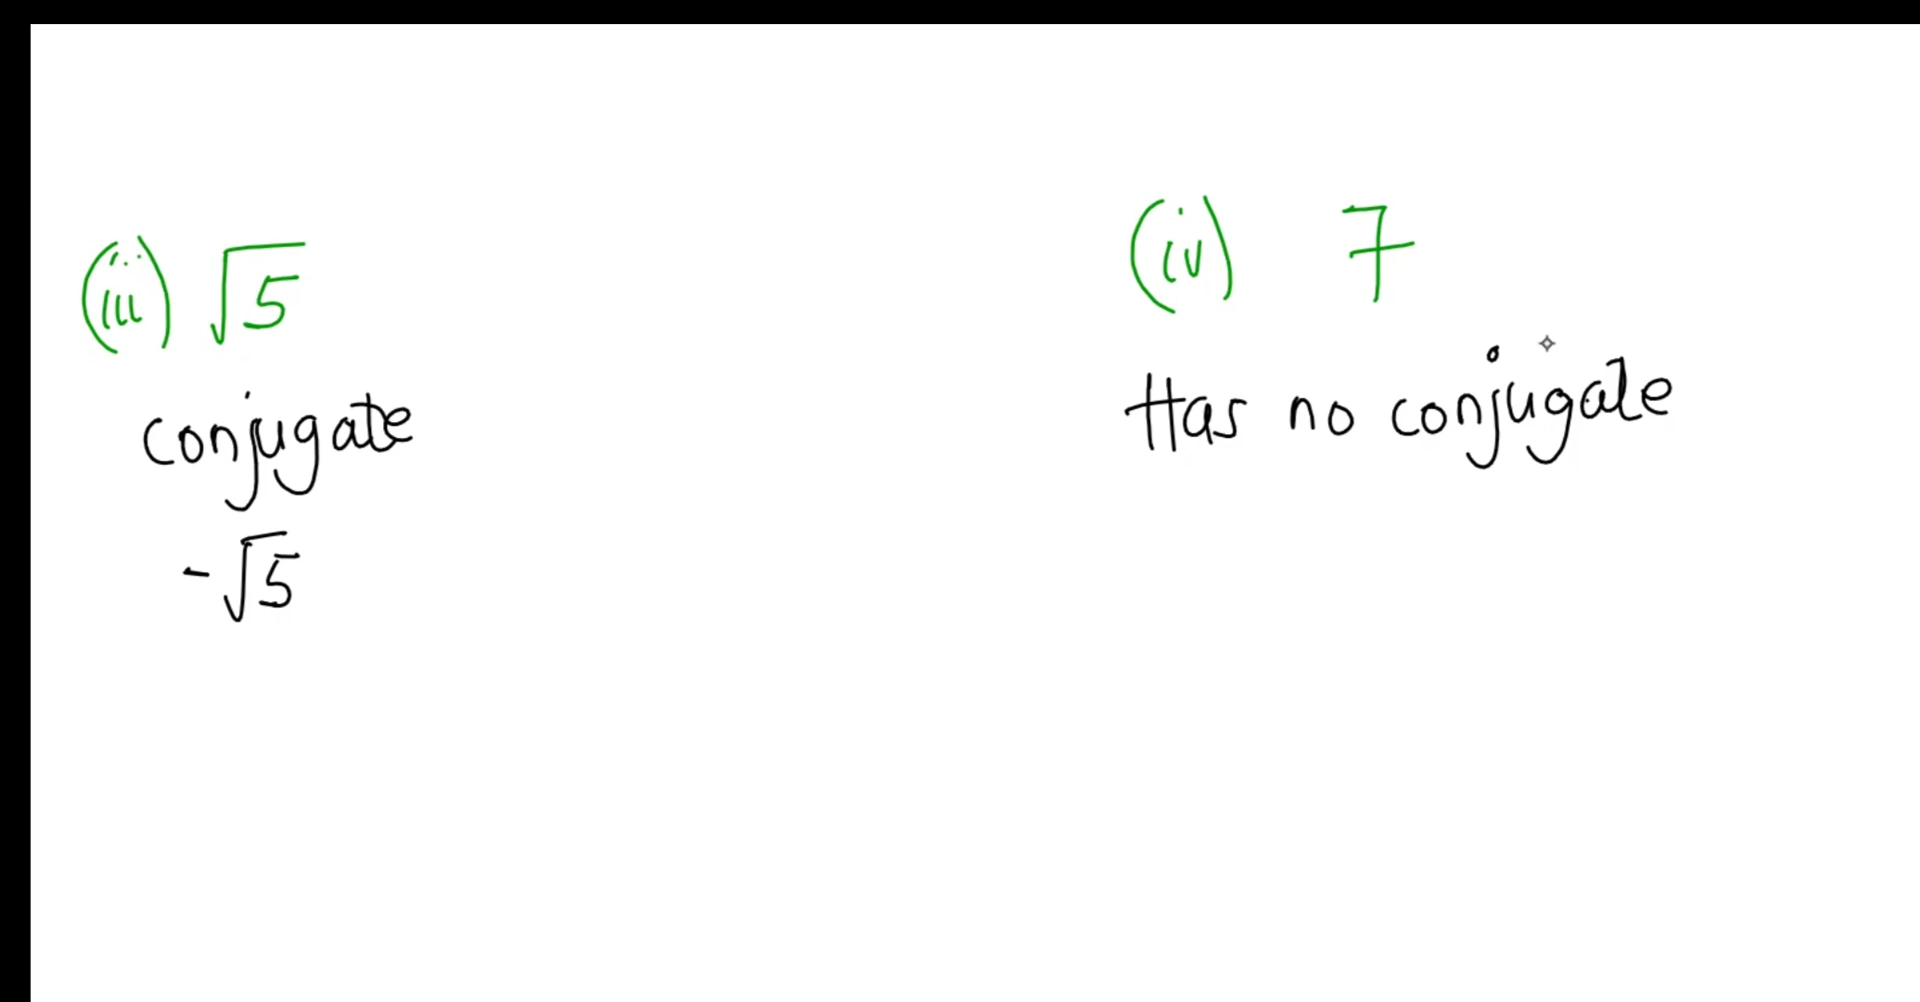 (iii) √5
conjugate
-√5
(iv) 7
Has no conjugate